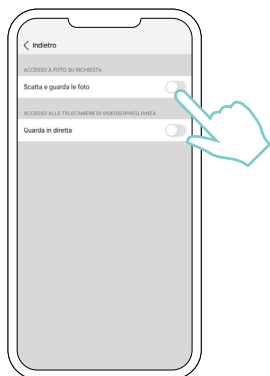 Indietro
ACCESSO A FOTO SU RICHIESTA
Scatta e guarda le foto
ACCESSO ALLE TELECAMERE DI VIDEOSORVEGLIANZA
Guarda in diretta